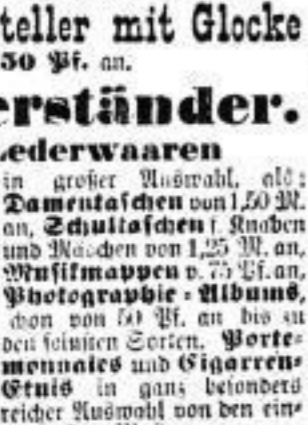 teller mit Glocke
50 Pf. an.
erständer.
Lederwaaren
in großer Auswahl, als:
Damentaschen von 1,50 M.
an, Schultaschen f. Knaben
und Mädchen von 1,25 M. an,
Musikmappen v. 75 Pf. an,
Photographie-Albums,
schon von 50 Pf. an bis zu
den feinsten Sorten, Porte-
monnaies und Cigarren-
Etuis in ganz besonders
reicher Auswahl von den ein-